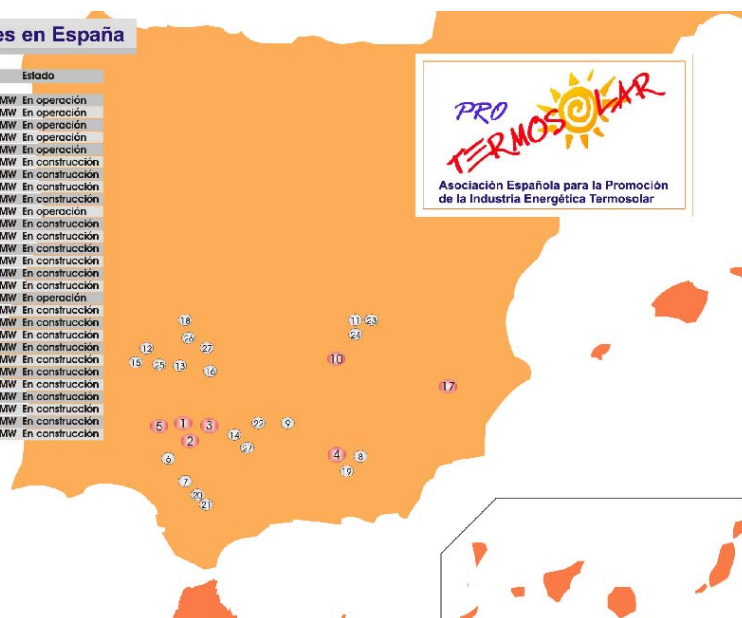 es en España
Estado
MW En operación
MW En operación
MW En operación
MW En operación
MW En operación
MW En construcción
MW En construcción
MW En construcción
MW En construcción
MW En operación
MW En construcción
MW En construcción
MW En construcción
MW En construcción
MW En construcción
MW En construcción
MW En operación
MW En construcción
MW En construcción
MW En construcción
MW En construcción
MW En construcción
MW En construcción
MW En construcción
MW En construcción
MW En construcción
MW En construcción
MW En construcción
PRO
TERMOSOLAR
Asociación Española para la Promoción
de la Industria Energética Termosolar
18 11 23
26 24
12 27
15 25 13 16 10
17
5 1 3 22 9
2 14
27
6 4 8
19
7
20
21